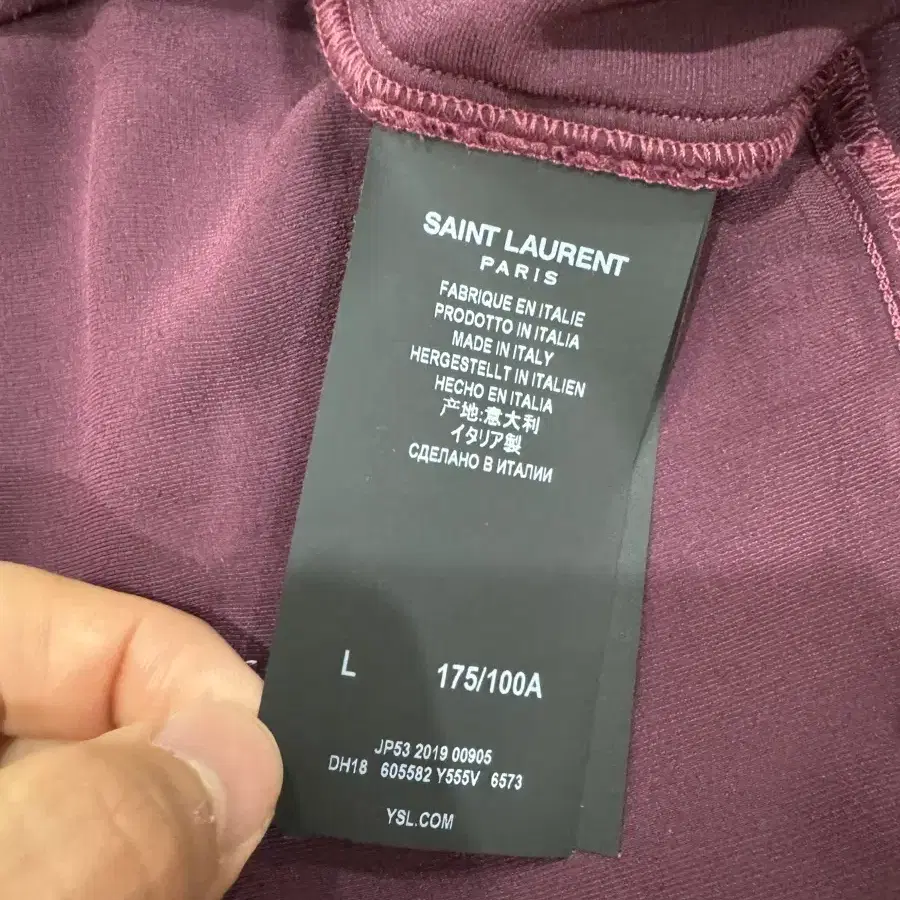 SAINT LAURENT
PARIS
FABRIQUE EN ITALIE
PRODOTTO IN ITALIA
MADE IN ITALY
HERGESTELLT IN ITALIEN
HECHO EN ITALIA
产地:意大利
イタリア製
СДЕЛАНО В ИТАЛИИ
L 175/100A
JP53 2019 00905
DH18 605582 Y555V 6573
YSL.COM